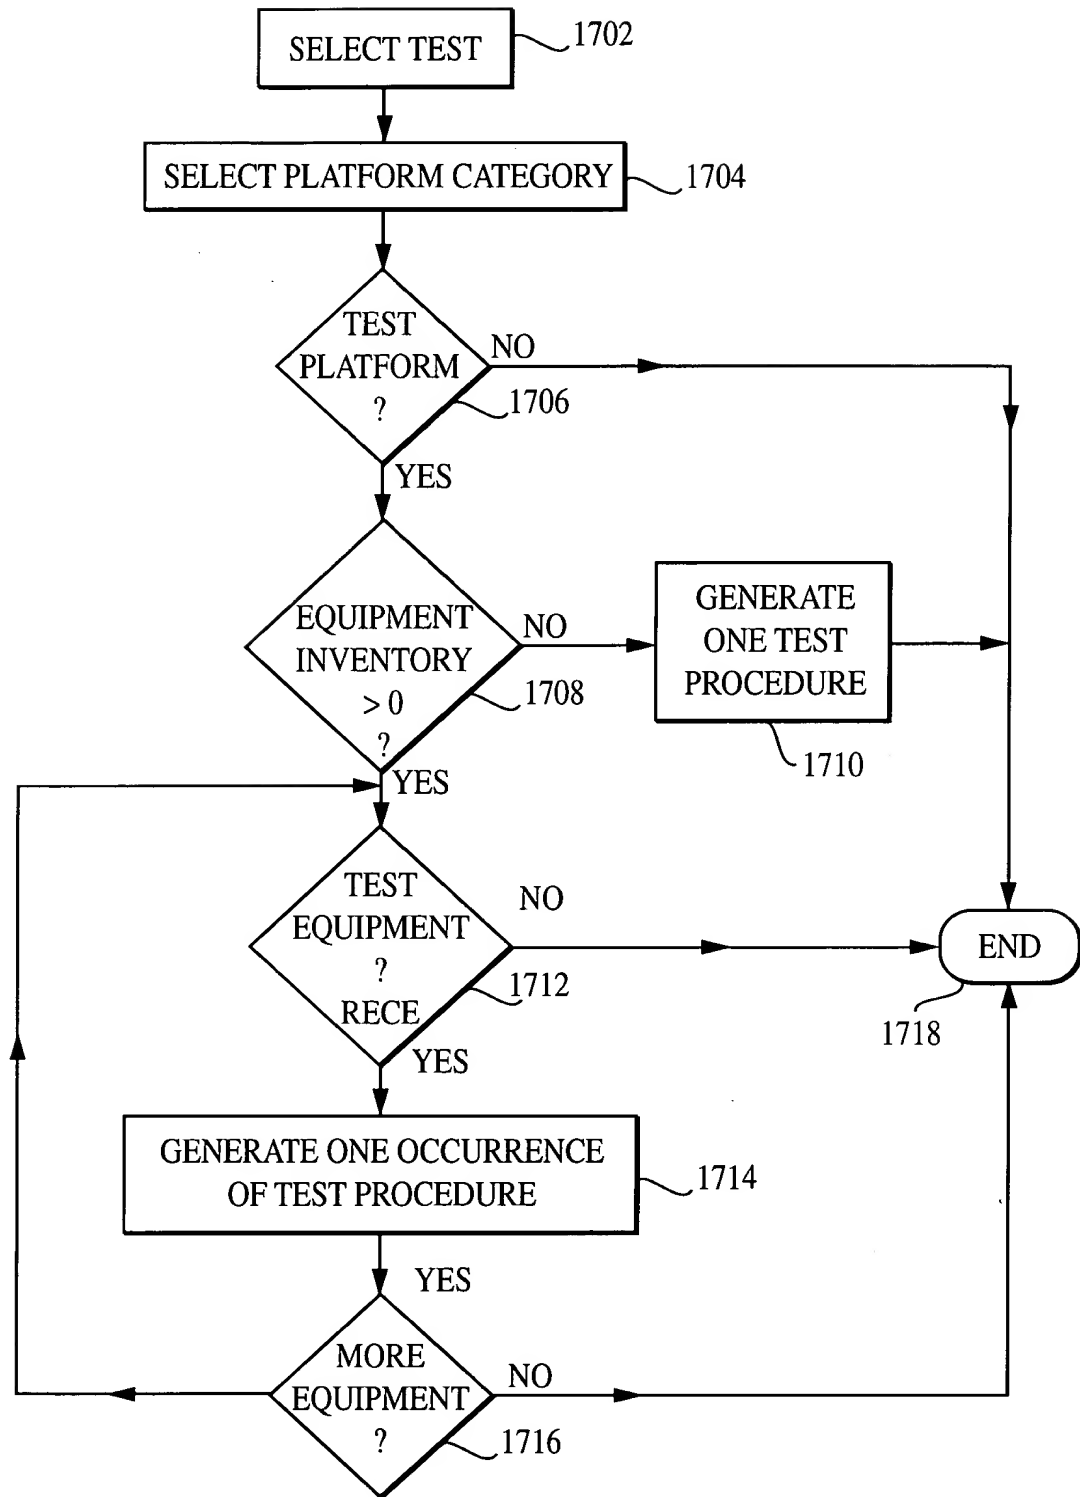 SELECT TEST
1702
SELECT PLATFORM CATEGORY
1704
TEST
PLATFORM
?
NO
1706
YES
EQUIPMENT
INVENTORY
> 0
?
NO
1708
GENERATE
ONE TEST
PROCEDURE
1710
YES
TEST
EQUIPMENT
?
RECE
NO
1712
END
1718
YES
GENERATE ONE OCCURRENCE
OF TEST PROCEDURE
1714
YES
MORE
EQUIPMENT
?
NO
1716